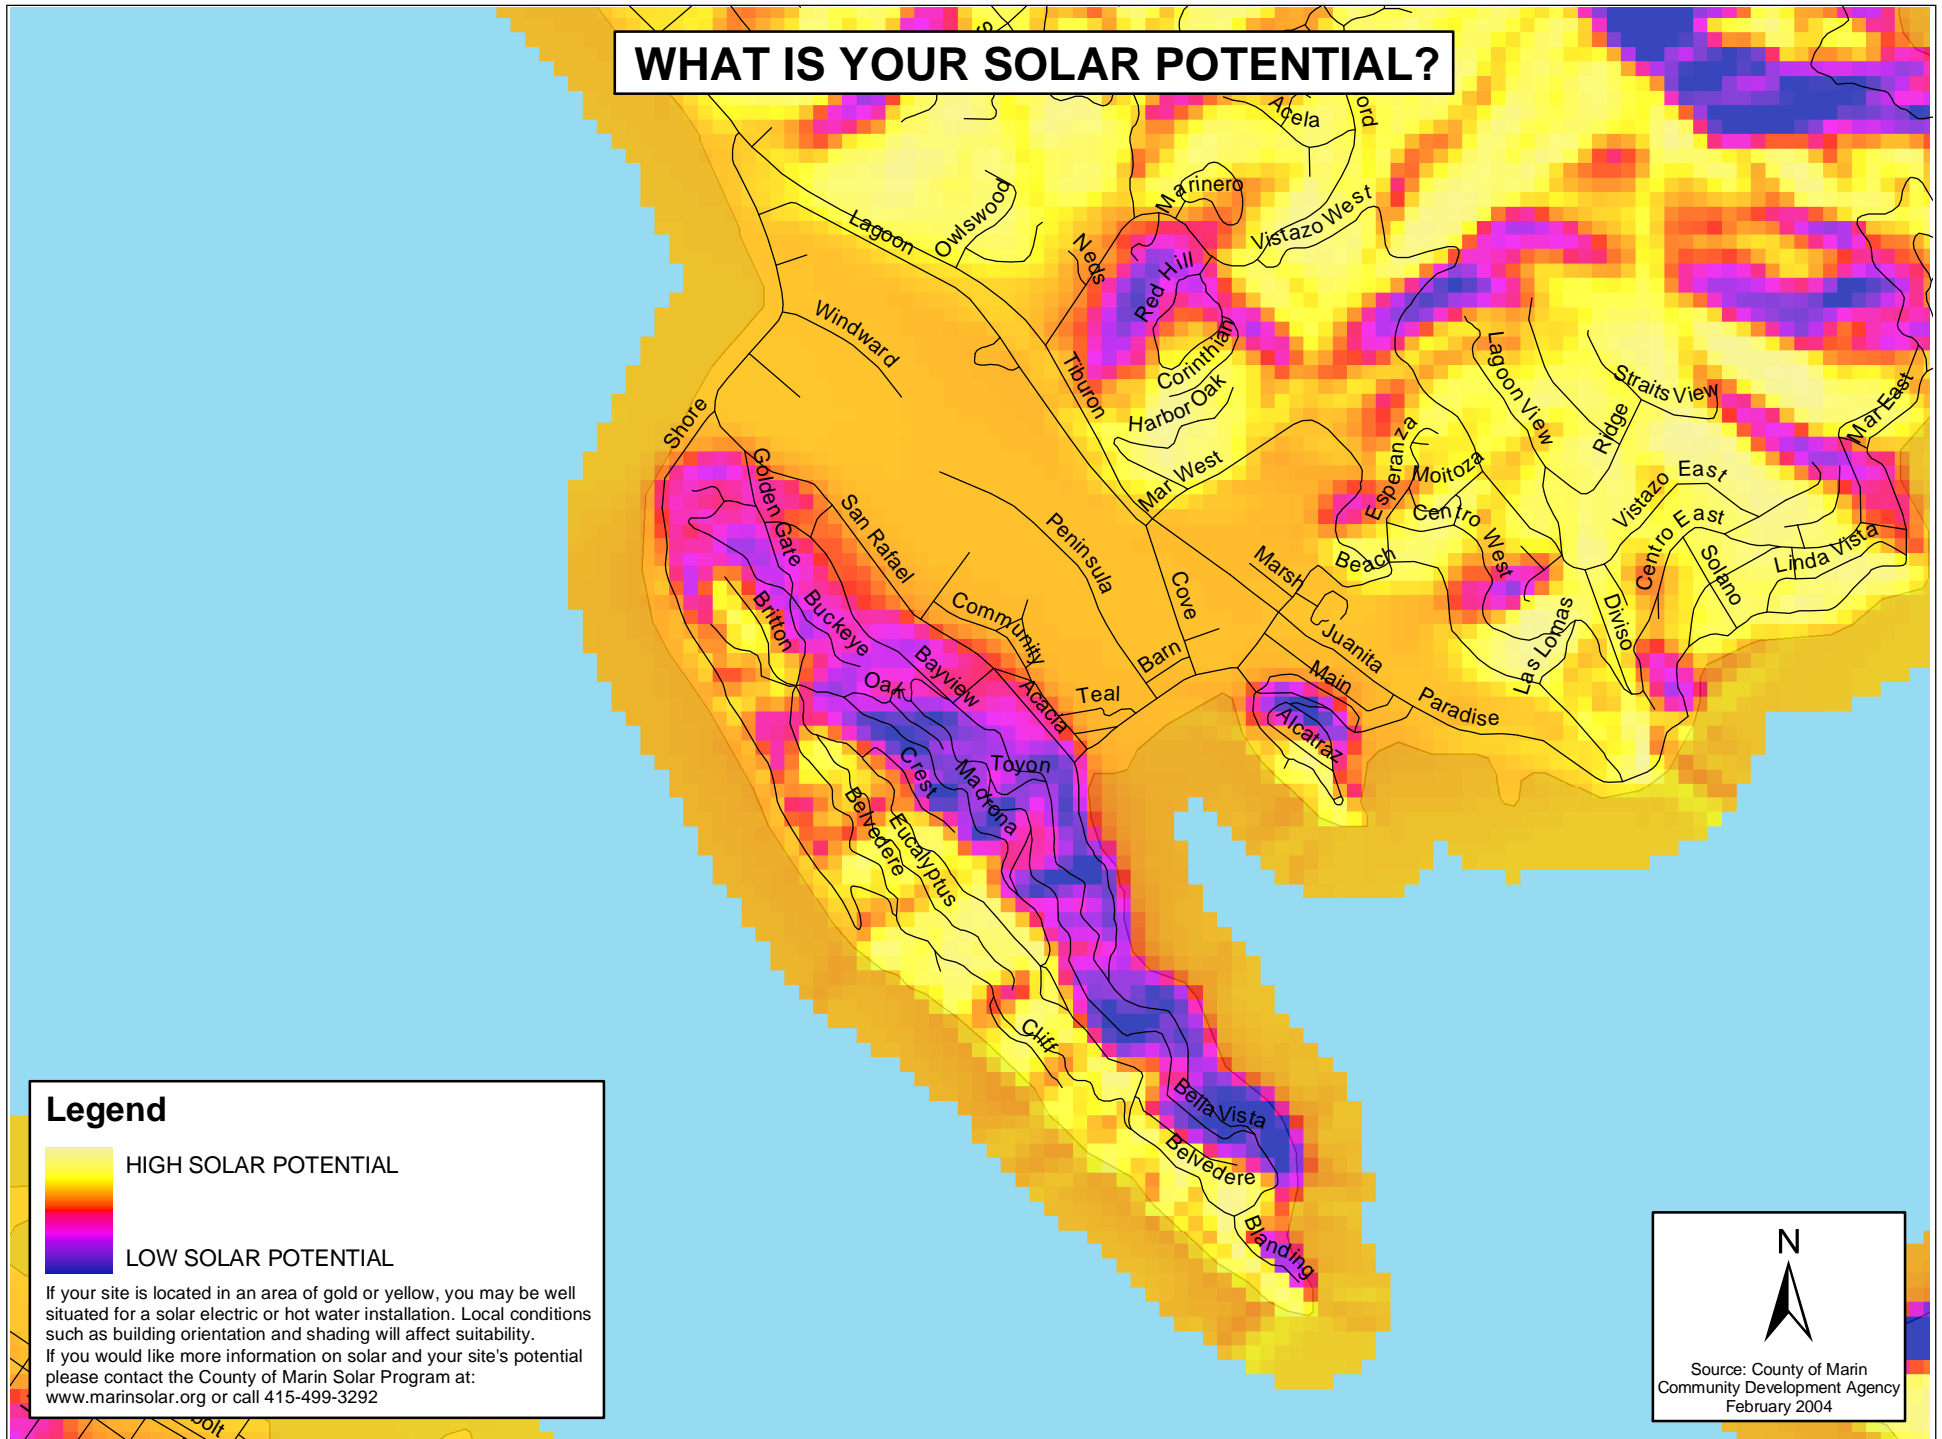 WHAT IS YOUR SOLAR POTENTIAL?
Acela
ord
Marinero
Lagoon
Owlswood
Neds
Vistazo West
Red Hill
Windward
Corinthian
Tiburon
Harbor Oak
Lagoon View
Straits View
Ridge
Mar East
Shore
Golden Gate
San Rafael
Mar West
Esperanza
Moitoza
Centro West
Vistazo East
Centro East
Peninsula
Cove
Marsh
Beach
Solano
Linda Vista
Britton
Buckeye
Community
Juanita
Las Lomas
Diviso
Bayview
Oak
Acacia
Barn
Teal
Main
Paradise
Alcatraz
Crest
Madrona
Toyon
Belvedere
Eucalyptus
Cliff
Bella Vista
Belvedere
Blanding
Legend
HIGH SOLAR POTENTIAL
LOW SOLAR POTENTIAL
If your site is located in an area of gold or yellow, you may be well
situated for a solar electric or hot water installation. Local conditions
such as building orientation and shading will affect suitability.
If you would like more information on solar and your site's potential
please contact the County of Marin Solar Program at:
www.marinsolar.org or call 415-499-3292
N
Source: County of Marin
Community Development Agency
February 2004